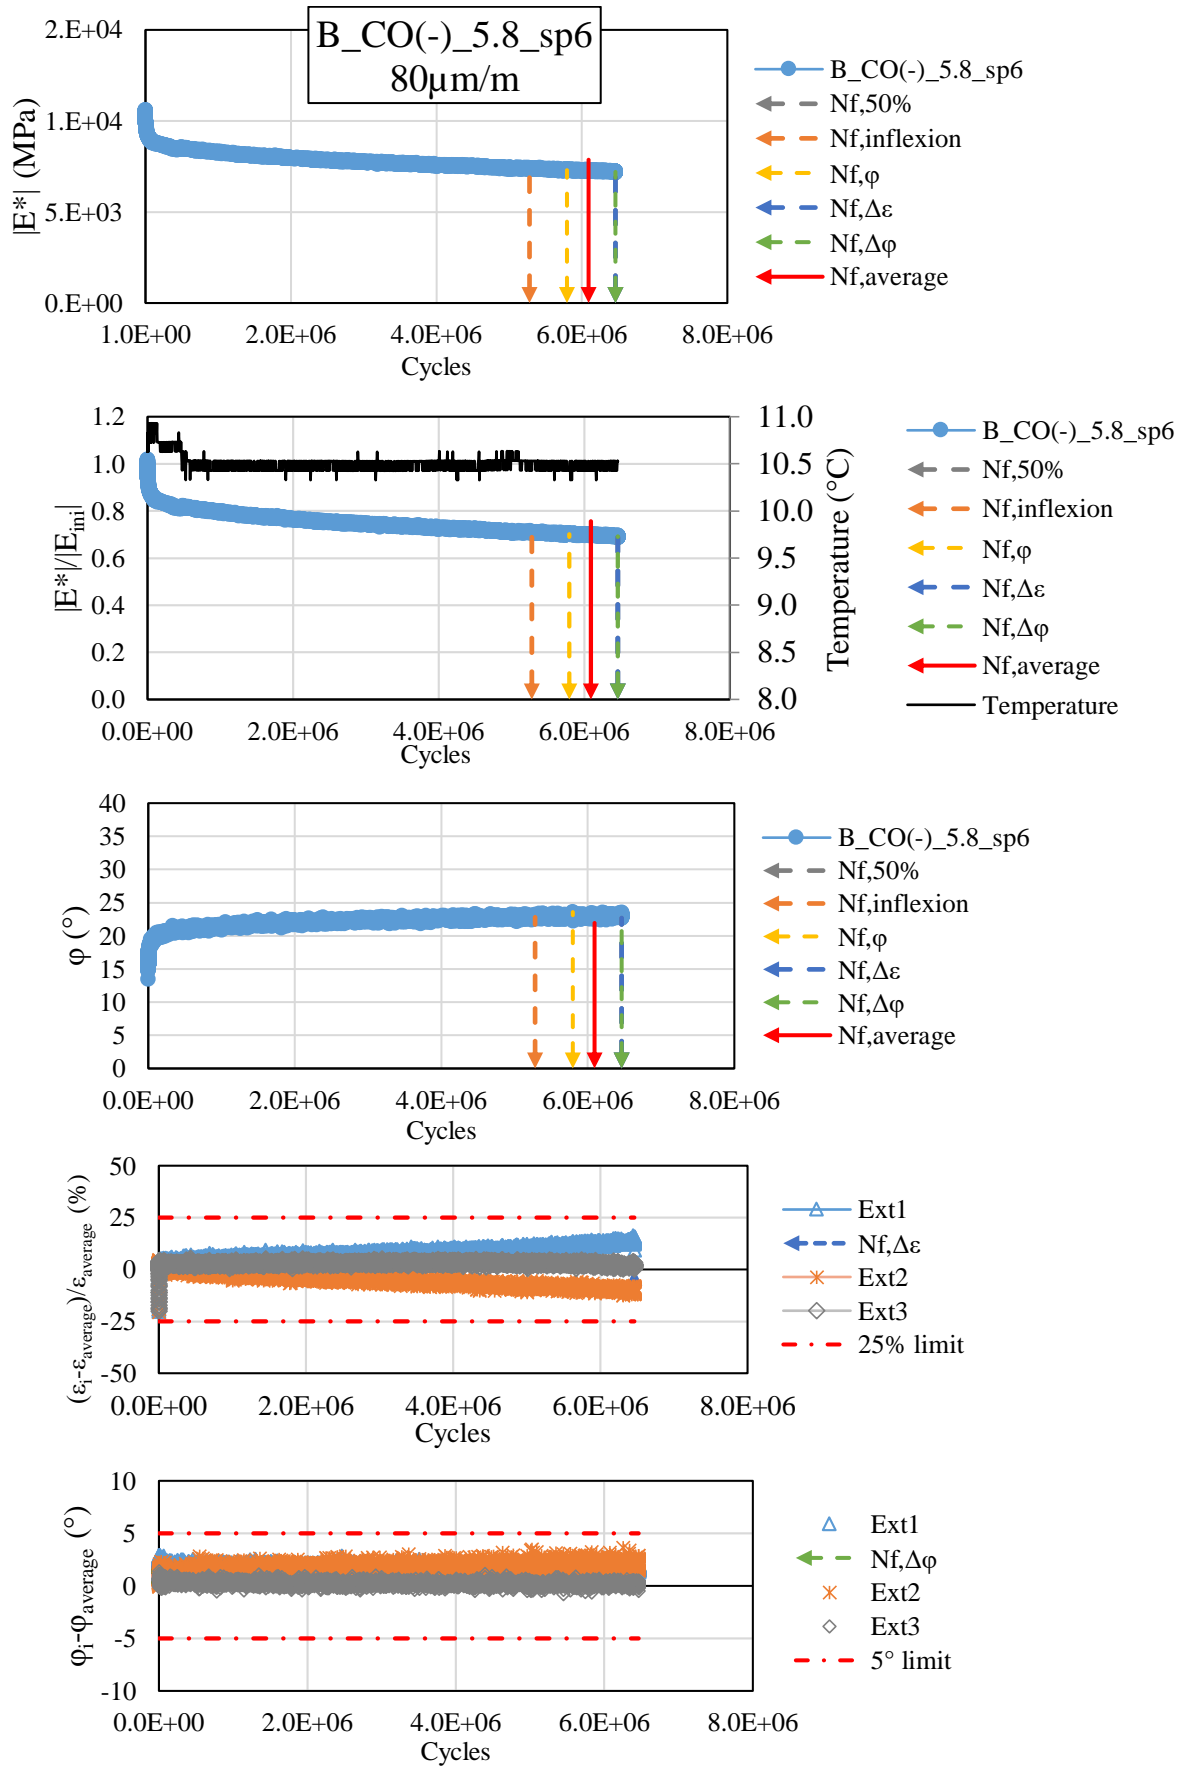 B_CO(-)_5.8_sp6
80µm/m
2.E+04
1.E+04
5.E+03
0.E+00
|E*| (MPa)
1.0E+00 2.0E+06 4.0E+06 6.0E+06 8.0E+06
Cycles
B_CO(-)_5.8_sp6
Nf,50%
Nf,inflexion
Nf,φ
Nf,Δε
Nf,Δφ
Nf,average
1.2
1.0
0.8
0.6
0.4
0.2
0.0
|E*|/|E_ini|
11.0
10.5
10.0
9.5
9.0
8.5
8.0
Temperature (°C)
0.0E+00 2.0E+06 4.0E+06 6.0E+06 8.0E+06
Cycles
B_CO(-)_5.8_sp6
Nf,50%
Nf,inflexion
Nf,φ
Nf,Δε
Nf,Δφ
Nf,average
Temperature
40
35
30
25
20
15
10
5
0
φ (°)
0.0E+00 2.0E+06 4.0E+06 6.0E+06 8.0E+06
Cycles
B_CO(-)_5.8_sp6
Nf,50%
Nf,inflexion
Nf,φ
Nf,Δε
Nf,Δφ
Nf,average
50
25
0
-25
-50
(ε_i-ε_average)/ε_average (%)
0.0E+00 2.0E+06 4.0E+06 6.0E+06 8.0E+06
Cycles
Ext1
Nf,Δε
Ext2
Ext3
25% limit
10
5
0
-5
-10
φ_i-φ_average (°)
0.0E+00 2.0E+06 4.0E+06 6.0E+06 8.0E+06
Cycles
Ext1
Nf,Δφ
Ext2
Ext3
5° limit